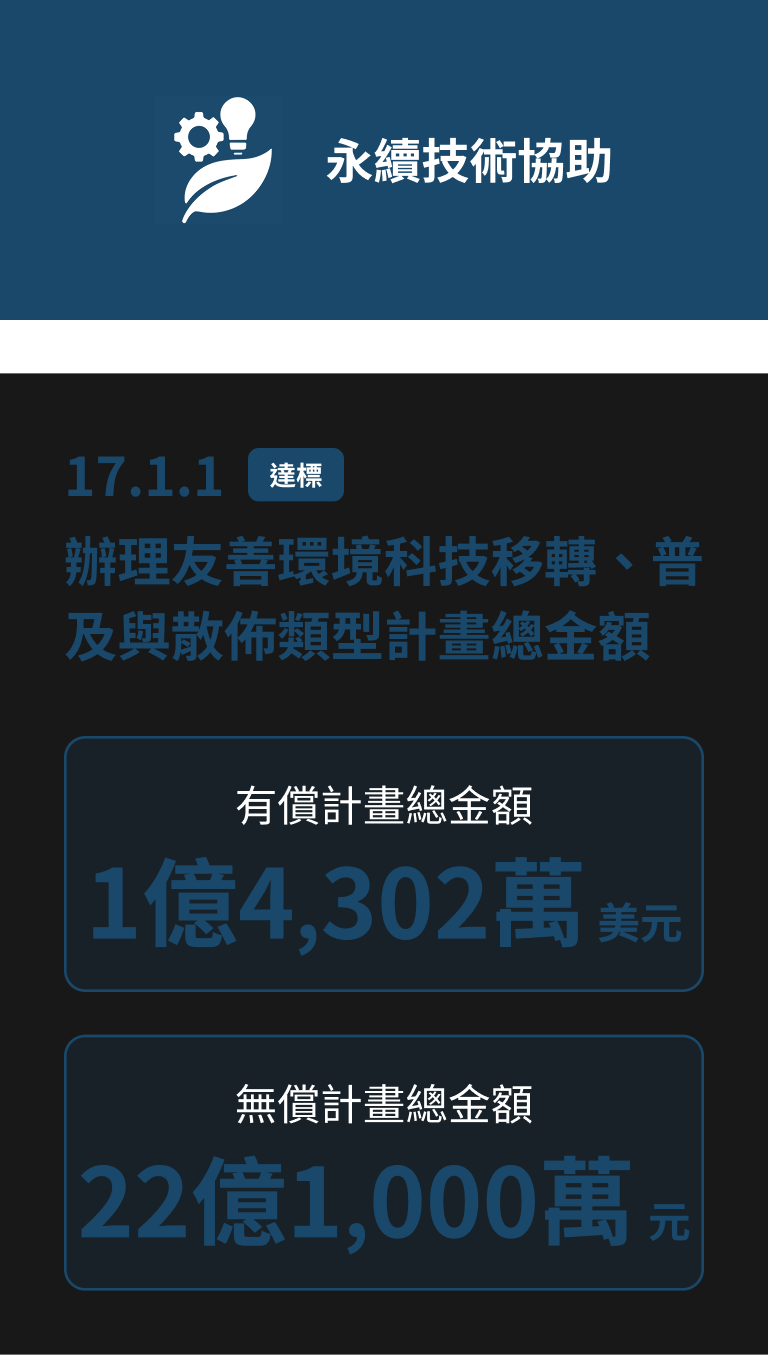 永續技術協助
17.1.1 達標
辦理友善環境科技移轉、普
及與散佈類型計畫總金額
有償計畫總金額
1億4,302萬 美元
無償計畫總金額
22億1,000萬 元